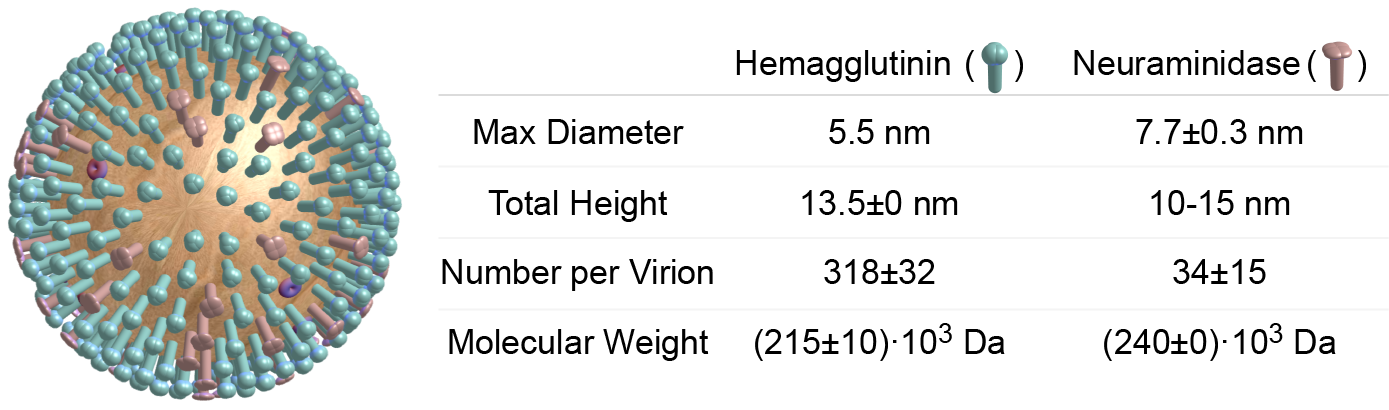 Hemagglutinin ( ) Neuraminidase ( )
Max Diameter 5.5 nm 7.7±0.3 nm
Total Height 13.5±0 nm 10-15 nm
Number per Virion 318±32 34±15
Molecular Weight (215±10)·10³ Da (240±0)·10³ Da